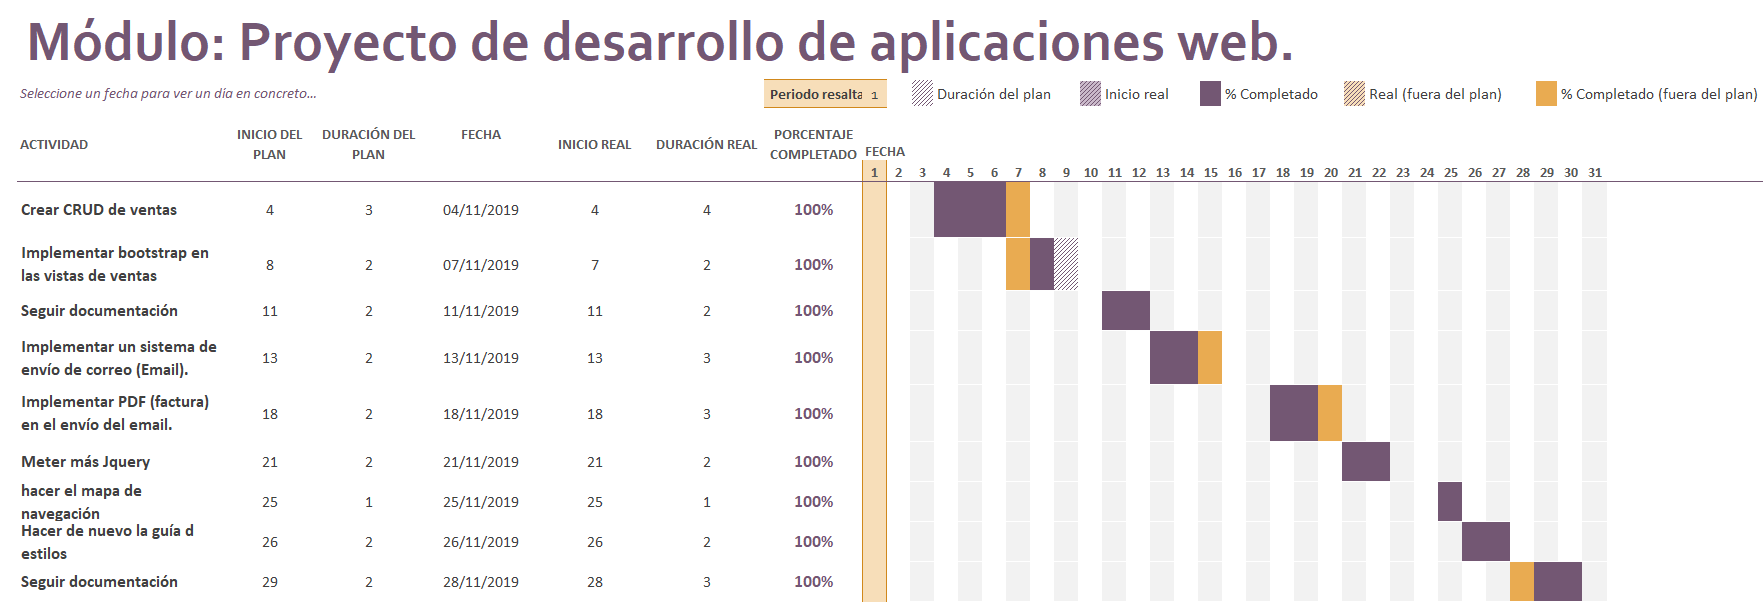 Módulo: Proyecto de desarrollo de aplicaciones web.
Seleccione un fecha para ver un día en concreto...
Periodo resalta 1
Duración del plan
Inicio real
% Completado
Real (fuera del plan)
% Completado (fuera del plan)
ACTIVIDAD
INICIO DEL
PLAN
DURACIÓN DEL
PLAN
FECHA
INICIO REAL
DURACIÓN REAL
PORCENTAJE
COMPLETADO
FECHA
1 2 3 4 5 6 7 8 9 10 11 12 13 14 15 16 17 18 19 20 21 22 23 24 25 26 27 28 29 30 31
Crear CRUD de ventas 4 3 04/11/2019 4 4 100%
Implementar bootstrap en
las vistas de ventas
8 2 07/11/2019 7 2 100%
Seguir documentación 11 2 11/11/2019 11 2 100%
Implementar un sistema de
envío de correo (Email).
13 2 13/11/2019 13 3 100%
Implementar PDF (factura)
en el envío del email.
18 2 18/11/2019 18 3 100%
Meter más Jquery 21 2 21/11/2019 21 2 100%
hacer el mapa de
navegación
25 1 25/11/2019 25 1 100%
Hacer de nuevo la guía d
estilos
26 2 26/11/2019 26 2 100%
Seguir documentación 29 2 28/11/2019 28 3 100%